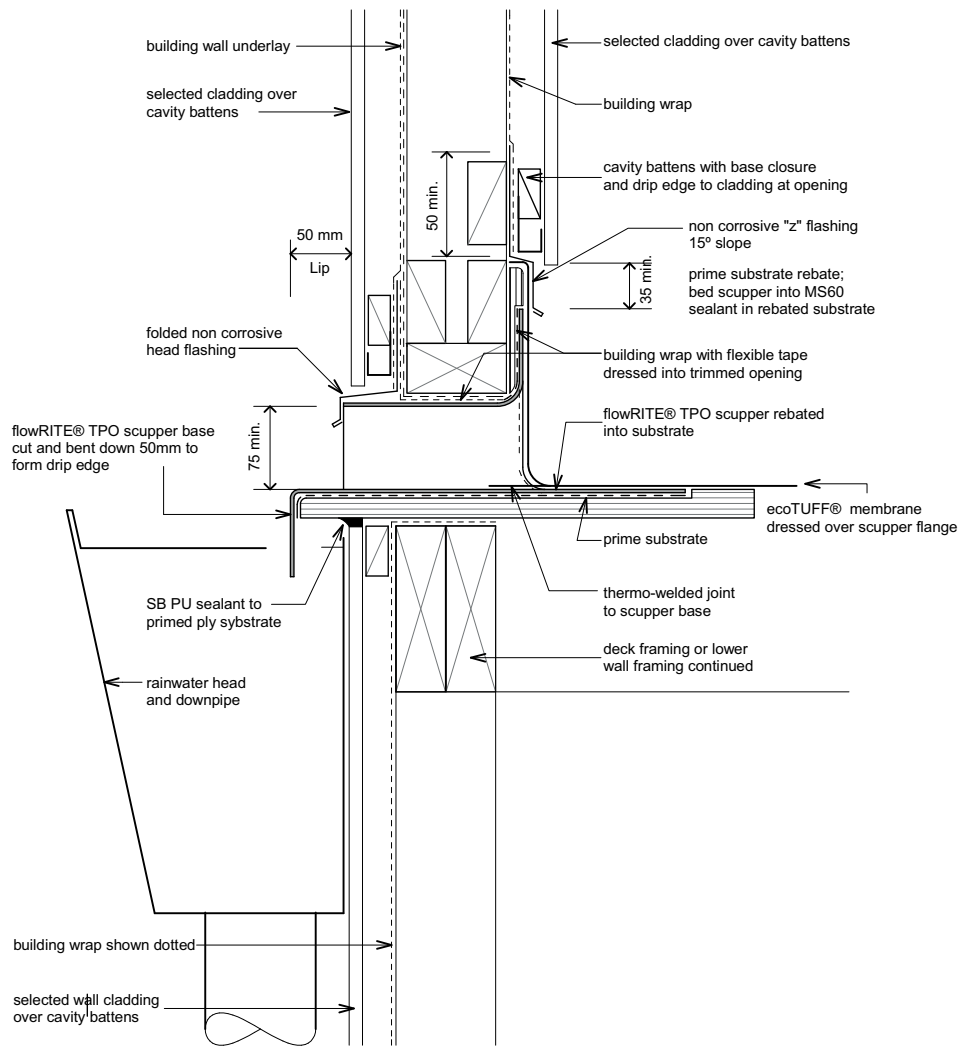 building wall underlay
selected cladding over
cavity battens
selected cladding over cavity battens
building wrap
cavity battens with base closure
and drip edge to cladding at opening
50 min.
50 mm
Lip
non corrosive "z" flashing
15º slope
35 min.
prime substrate rebate;
bed scupper into MS60
sealant in rebated substrate
folded non corrosive
head flashing
building wrap with flexible tape
dressed into trimmed opening
flowRITE® TPO scupper rebated
into substrate
flowRITE® TPO scupper base
cut and bent down 50mm to
form drip edge
75 min.
ecoTUFF® membrane
dressed over scupper flange
prime substrate
SB PU sealant to
primed ply sybstrate
thermo-welded joint
to scupper base
deck framing or lower
wall framing continued
rainwater head
and downpipe
building wrap shown dotted
selected wall cladding
over cavity battens